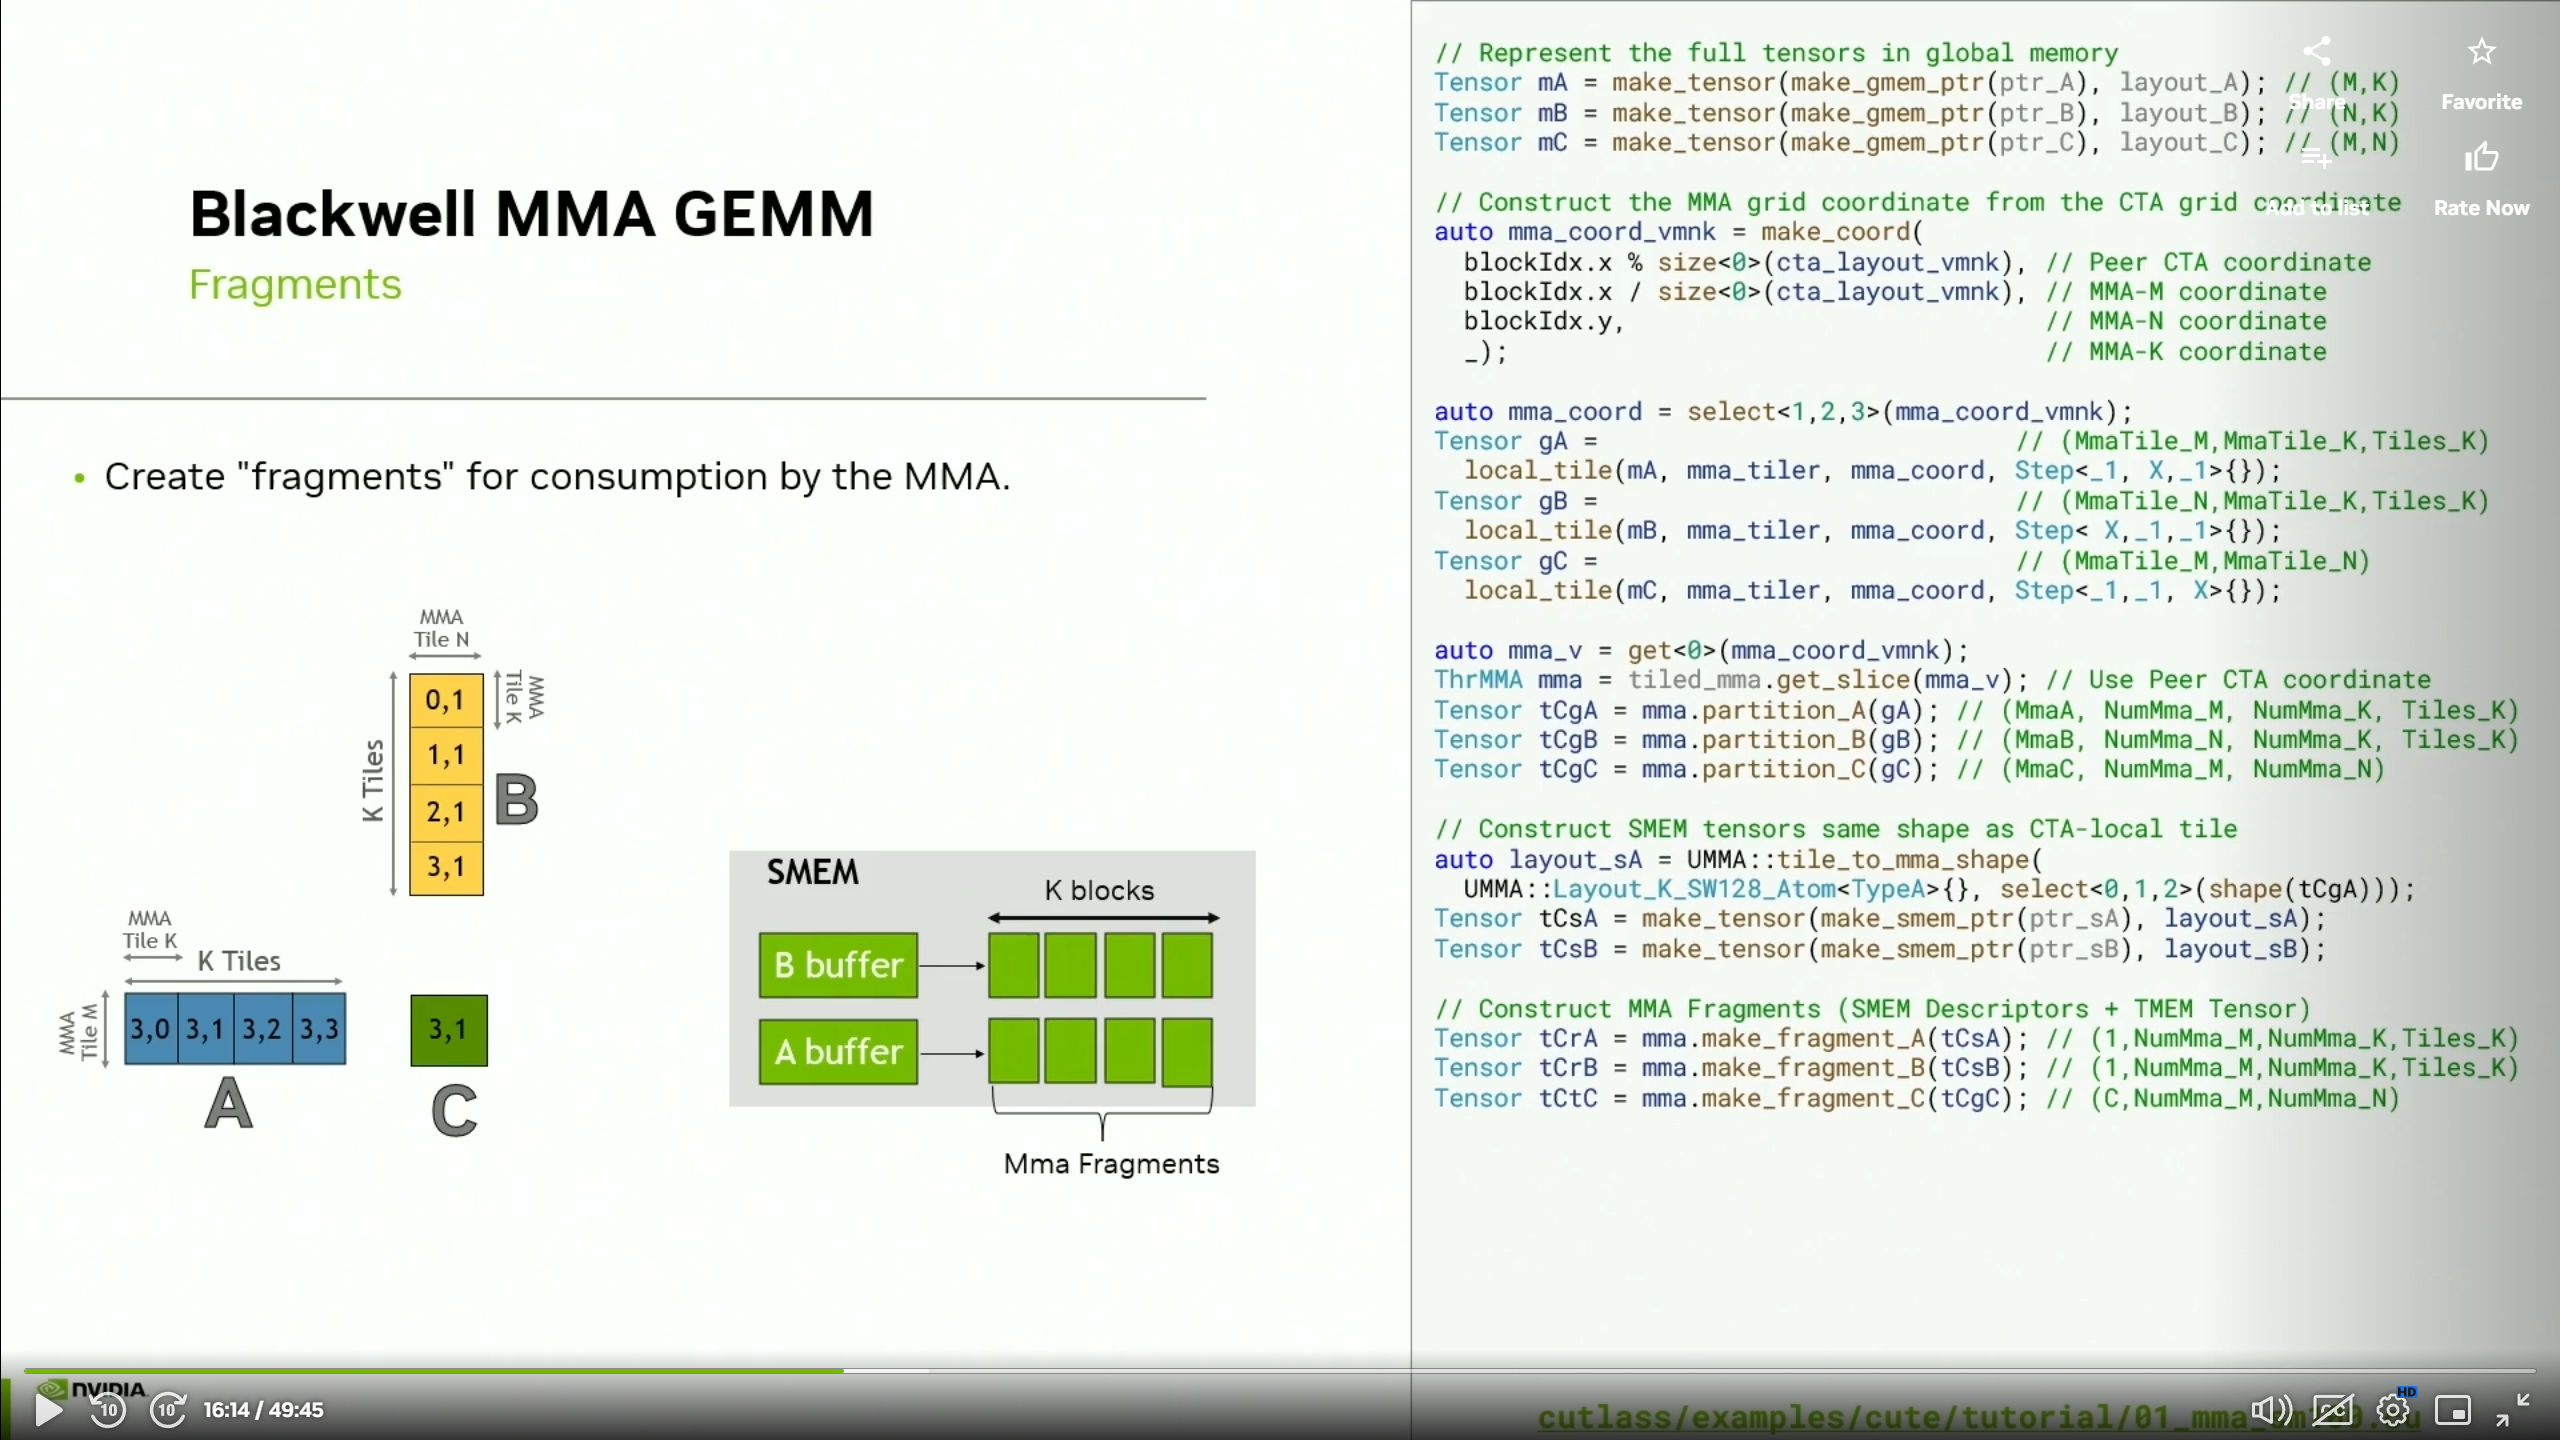 Blackwell MMA GEMM
Fragments
• Create "fragments" for consumption by the MMA.
MMA
Tile N
MMA
Tile K
K Tiles
0,1
1,1
2,1
3,1
B
MMA
Tile K
K Tiles
MMA
Tile M
3,0 3,1 3,2 3,3
A
3,1
C
SMEM
K blocks
B buffer
A buffer
Mma Fragments
// Represent the full tensors in global memory
Tensor mA = make_tensor(make_gmem_ptr(ptr_A), layout_A); // (M,K)
Tensor mB = make_tensor(make_gmem_ptr(ptr_B), layout_B); // (N,K)
Tensor mC = make_tensor(make_gmem_ptr(ptr_C), layout_C); // (M,N)
// Construct the MMA grid coordinate from the CTA grid coordinate
auto mma_coord_vmnk = make_coord(
  blockIdx.x % size<0>(cta_layout_vmnk), // Peer CTA coordinate
  blockIdx.x / size<0>(cta_layout_vmnk), // MMA-M coordinate
  blockIdx.y,                            // MMA-N coordinate
  _);                                    // MMA-K coordinate
auto mma_coord = select<1,2,3>(mma_coord_vmnk);
Tensor gA =                            // (MmaTile_M,MmaTile_K,Tiles_K)
  local_tile(mA, mma_tiler, mma_coord, Step<_1, X,_1>{});
Tensor gB =                            // (MmaTile_N,MmaTile_K,Tiles_K)
  local_tile(mB, mma_tiler, mma_coord, Step< X,_1,_1>{});
Tensor gC =                            // (MmaTile_M,MmaTile_N)
  local_tile(mC, mma_tiler, mma_coord, Step<_1,_1, X>{});
auto mma_v = get<0>(mma_coord_vmnk);
ThrMMA mma = tiled_mma.get_slice(mma_v); // Use Peer CTA coordinate
Tensor tCgA = mma.partition_A(gA); // (MmaA, NumMma_M, NumMma_K, Tiles_K)
Tensor tCgB = mma.partition_B(gB); // (MmaB, NumMma_N, NumMma_K, Tiles_K)
Tensor tCgC = mma.partition_C(gC); // (MmaC, NumMma_M, NumMma_N)
// Construct SMEM tensors same shape as CTA-local tile
auto layout_sA = UMMA::tile_to_mma_shape(
  UMMA::Layout_K_SW128_Atom<TypeA>{}, select<0,1,2>(shape(tCgA)));
Tensor tCsA = make_tensor(make_smem_ptr(ptr_sA), layout_sA);
Tensor tCsB = make_tensor(make_smem_ptr(ptr_sB), layout_sB);
// Construct MMA Fragments (SMEM Descriptors + TMEM Tensor)
Tensor tCrA = mma.make_fragment_A(tCsA); // (1,NumMma_M,NumMma_K,Tiles_K)
Tensor tCrB = mma.make_fragment_B(tCsB); // (1,NumMma_M,NumMma_K,Tiles_K)
Tensor tCtC = mma.make_fragment_C(tCgC); // (C,NumMma_M,NumMma_N)
Share
Favorite
Add to list
Rate Now
NVIDIA
10
10
16:14 / 49:45
HD
cutlass/examples/cute/tutorial/01_mma